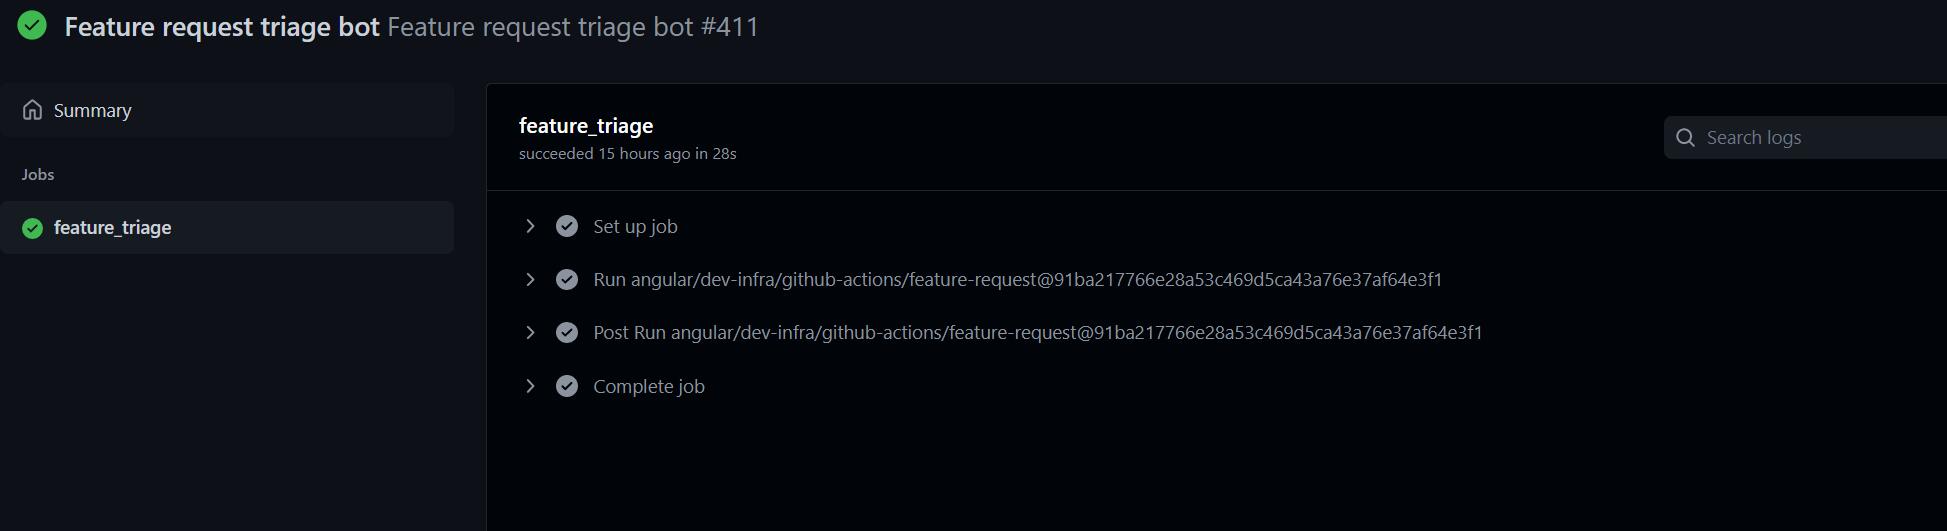 Feature request triage bot Feature request triage bot #411
Summary
Jobs
feature_triage
feature_triage
succeeded 15 hours ago in 28s
Search logs
Set up job
Run angular/dev-infra/github-actions/feature-request@91ba217766e28a53c469d5ca43a76e37af64e3f1
Post Run angular/dev-infra/github-actions/feature-request@91ba217766e28a53c469d5ca43a76e37af64e3f1
Complete job